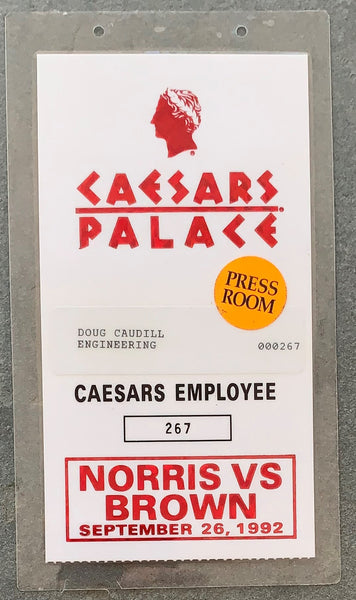 CAESARS
PALACE
PRESS
ROOM
DOUG CAUDILL
ENGINEERING 000267
CAESARS EMPLOYEE
267
NORRIS VS
BROWN
SEPTEMBER 26, 1992